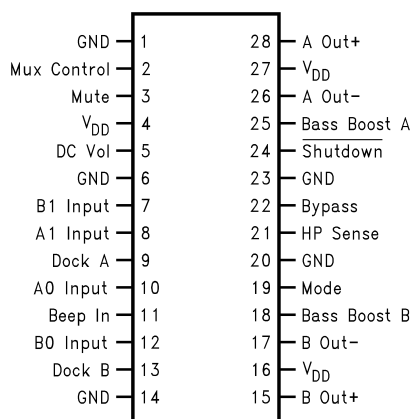 GND 1 28 A Out+
Mux Control 2 27 VDD
Mute 3 26 A Out-
VDD 4 25 Bass Boost A
DC Vol 5 24 Shutdown
GND 6 23 GND
B1 Input 7 22 Bypass
A1 Input 8 21 HP Sense
Dock A 9 20 GND
A0 Input 10 19 Mode
Beep In 11 18 Bass Boost B
B0 Input 12 17 B Out-
Dock B 13 16 VDD
GND 14 15 B Out+